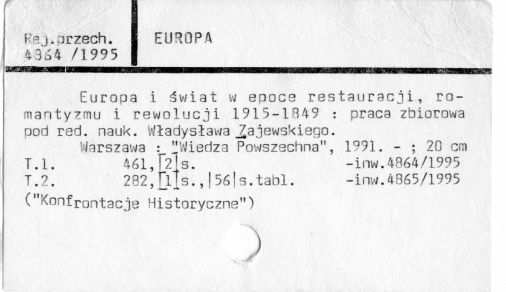 Rej.przech.
4864 /1995
EUROPA
Europa i świat w epoce restauracji, ro-
mantyzmu i rewolucji 1915-1849 : praca zbiorowa
pod red. nauk. Władysława Zajewskiego.
Warszawa : "Wiedza Powszechna", 1991. - ; 20 cm
T.1. 461,[2]s. -inw.4864/1995
T.2. 282,[1]s.,|56|s.tabl. -inw.4865/1995
("Konfrontacje Historyczne")